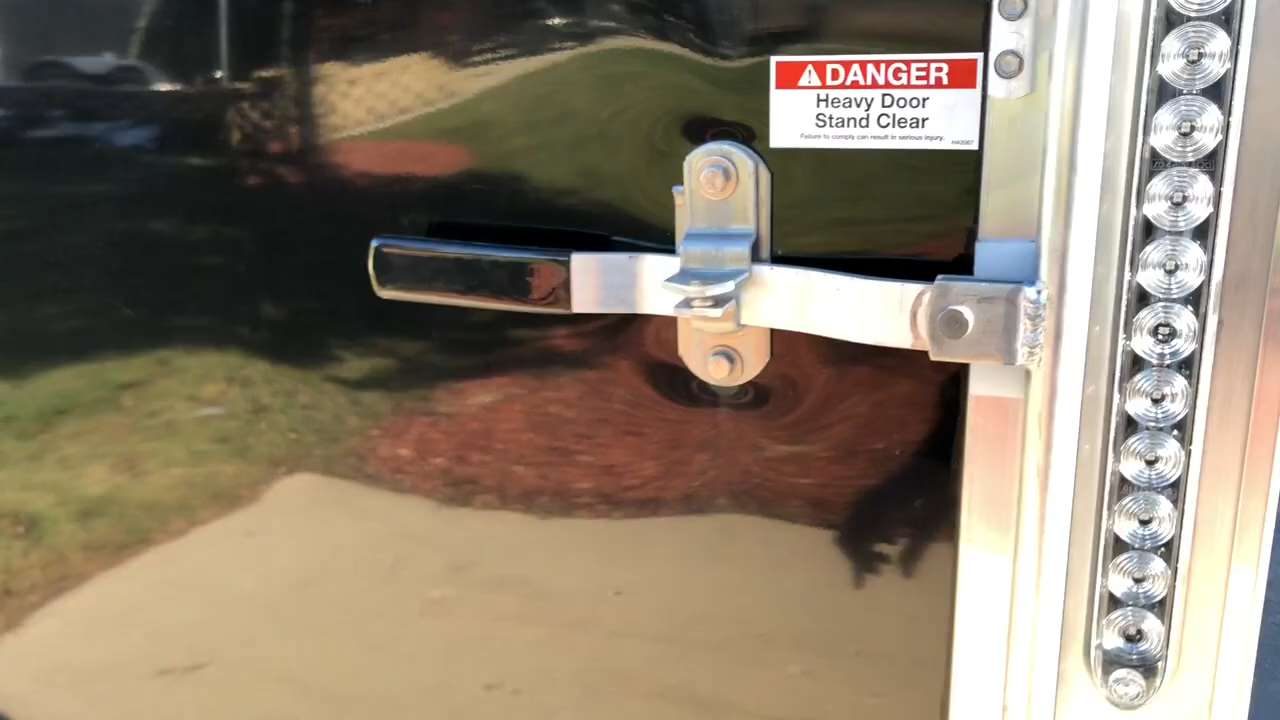 DANGER
Heavy Door
Stand Clear
Failure to comply can result in serious injury.